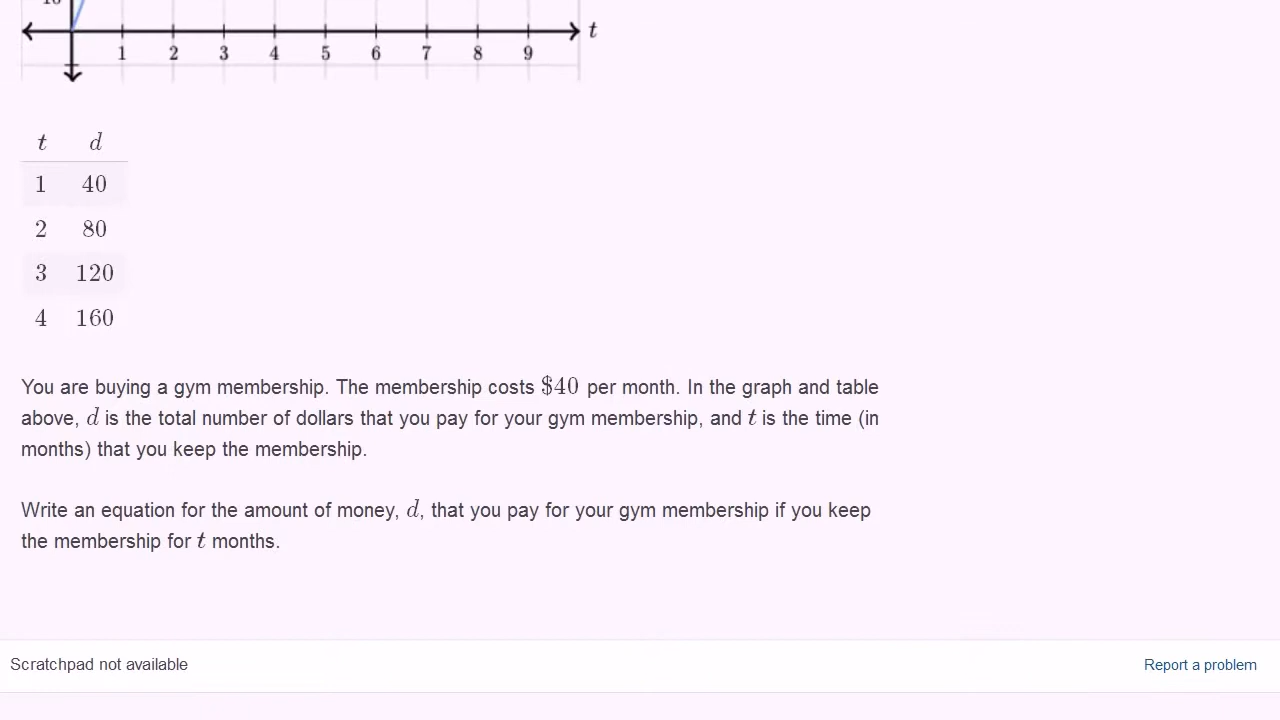 t
1 2 3 4 5 6 7 8 9
t d
1 40
2 80
3 120
4 160
You are buying a gym membership. The membership costs $40 per month. In the graph and table
above, d is the total number of dollars that you pay for your gym membership, and t is the time (in
months) that you keep the membership.
Write an equation for the amount of money, d, that you pay for your gym membership if you keep
the membership for t months.
Scratchpad not available
Report a problem